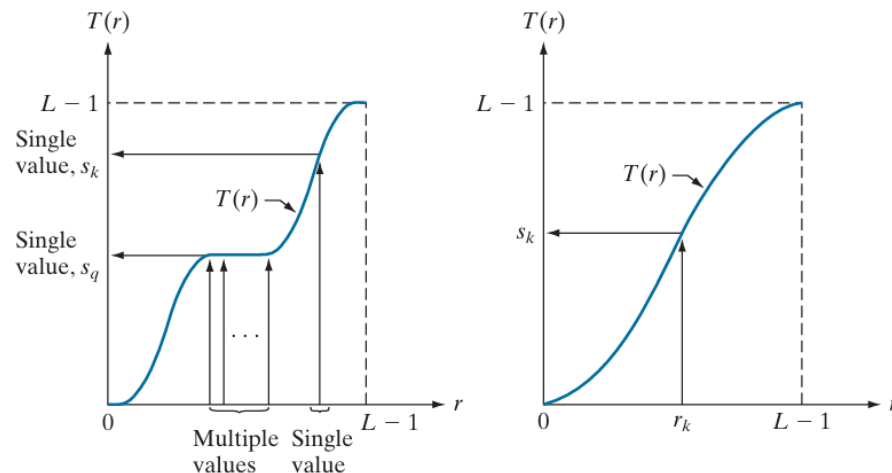 T(r)
L − 1
Single
value, s_k
T(r)
Single
value, s_q
. . .
0
L − 1
r
Multiple
values
Single
value
T(r)
L − 1
T(r)
s_k
0
r_k
L − 1
r